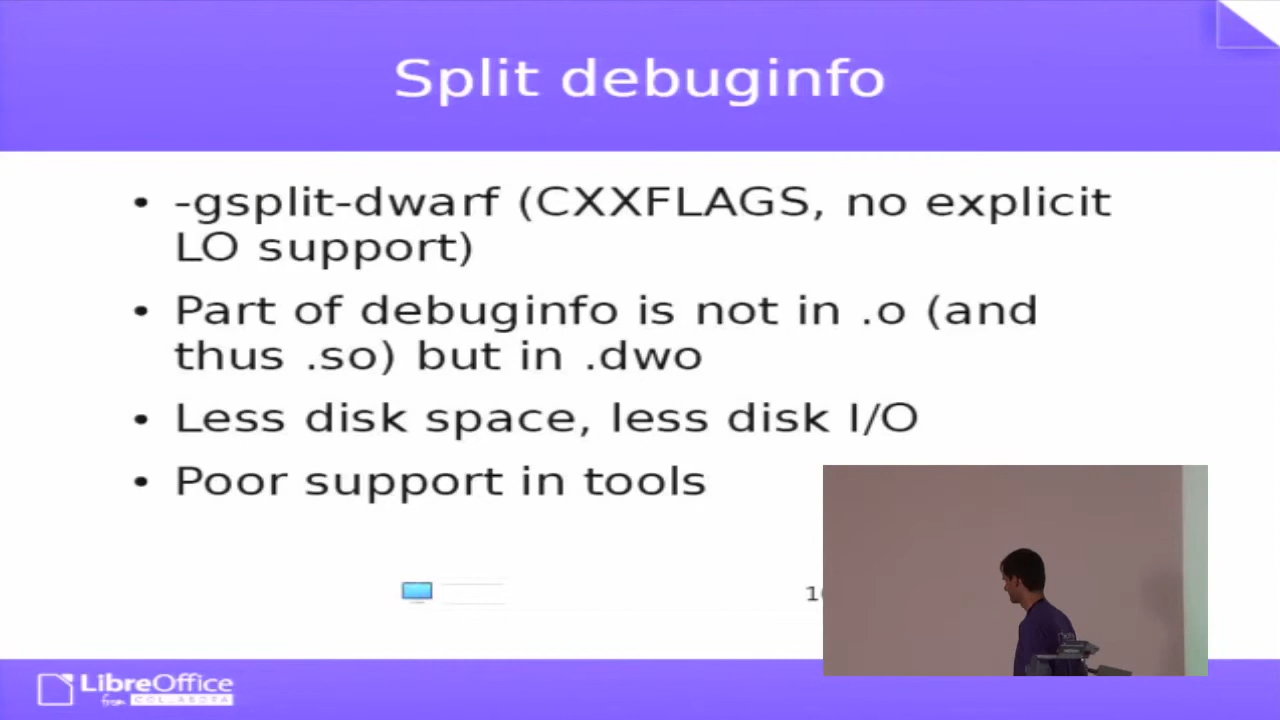 Split debuginfo
• -gsplit-dwarf (CXXFLAGS, no explicit
LO support)
• Part of debuginfo is not in .o (and
thus .so) but in .dwo
• Less disk space, less disk I/O
• Poor support in tools
LibreOffice
from COLLABORA